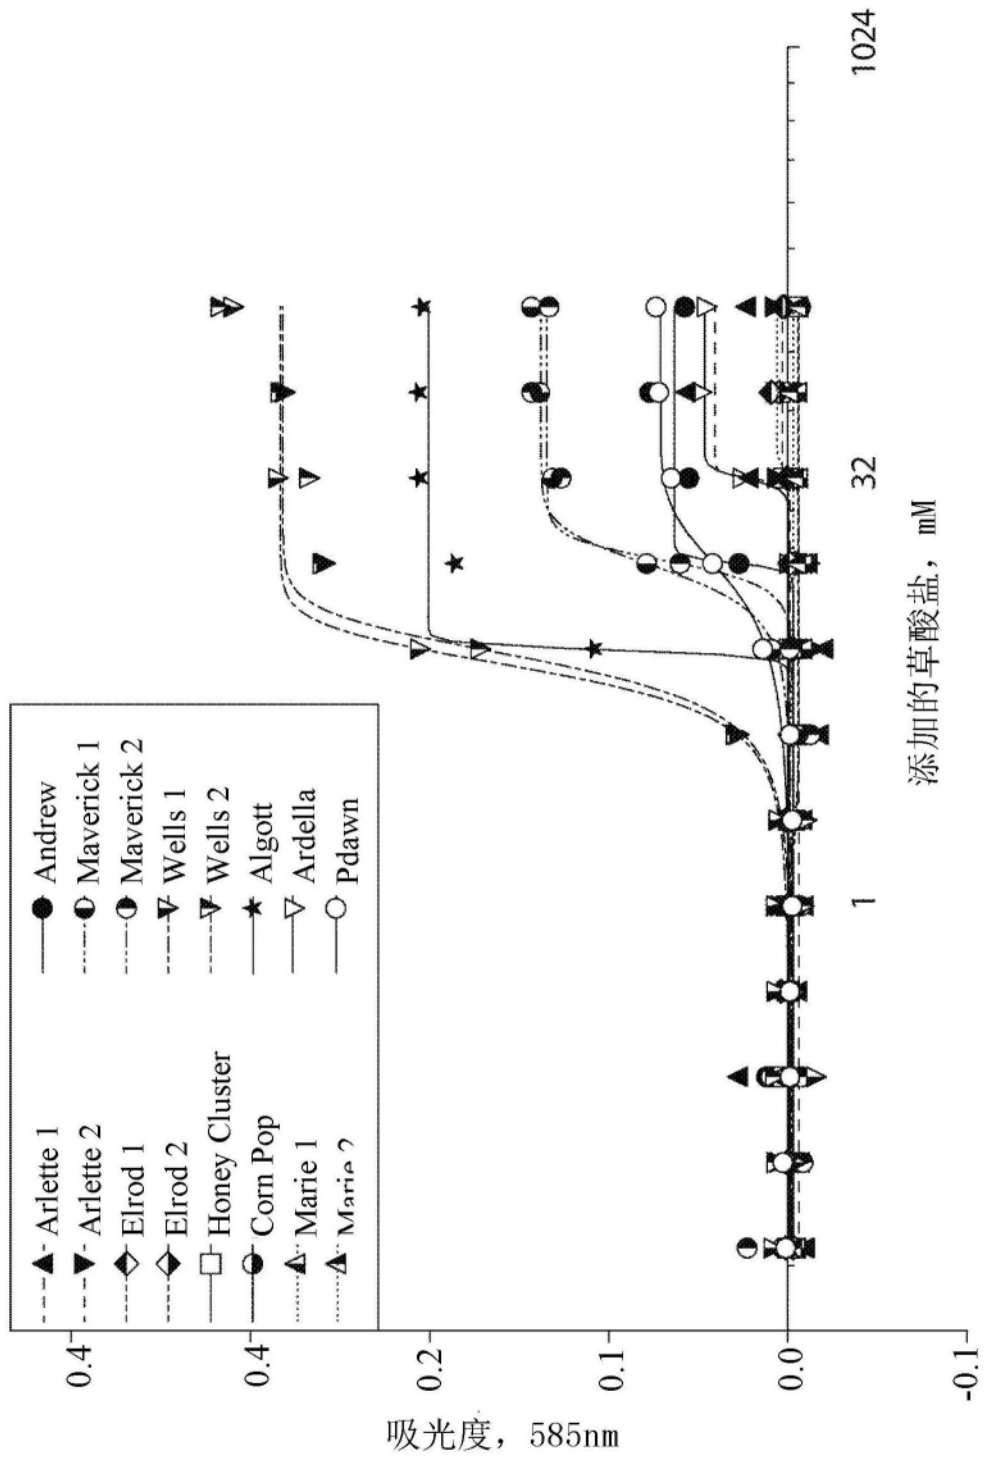 Arlette 1
Arlette 2
Elrod 1
Elrod 2
Honey Cluster
Corn Pop
Marie 1
Marie 2
Andrew
Maverick 1
Maverick 2
Wells 1
Wells 2
Algott
Ardella
Pdawn
0.4
0.4
0.2
0.1
0.0
-0.1
吸光度，585nm
1
32
1024
添加的草酸盐，mM